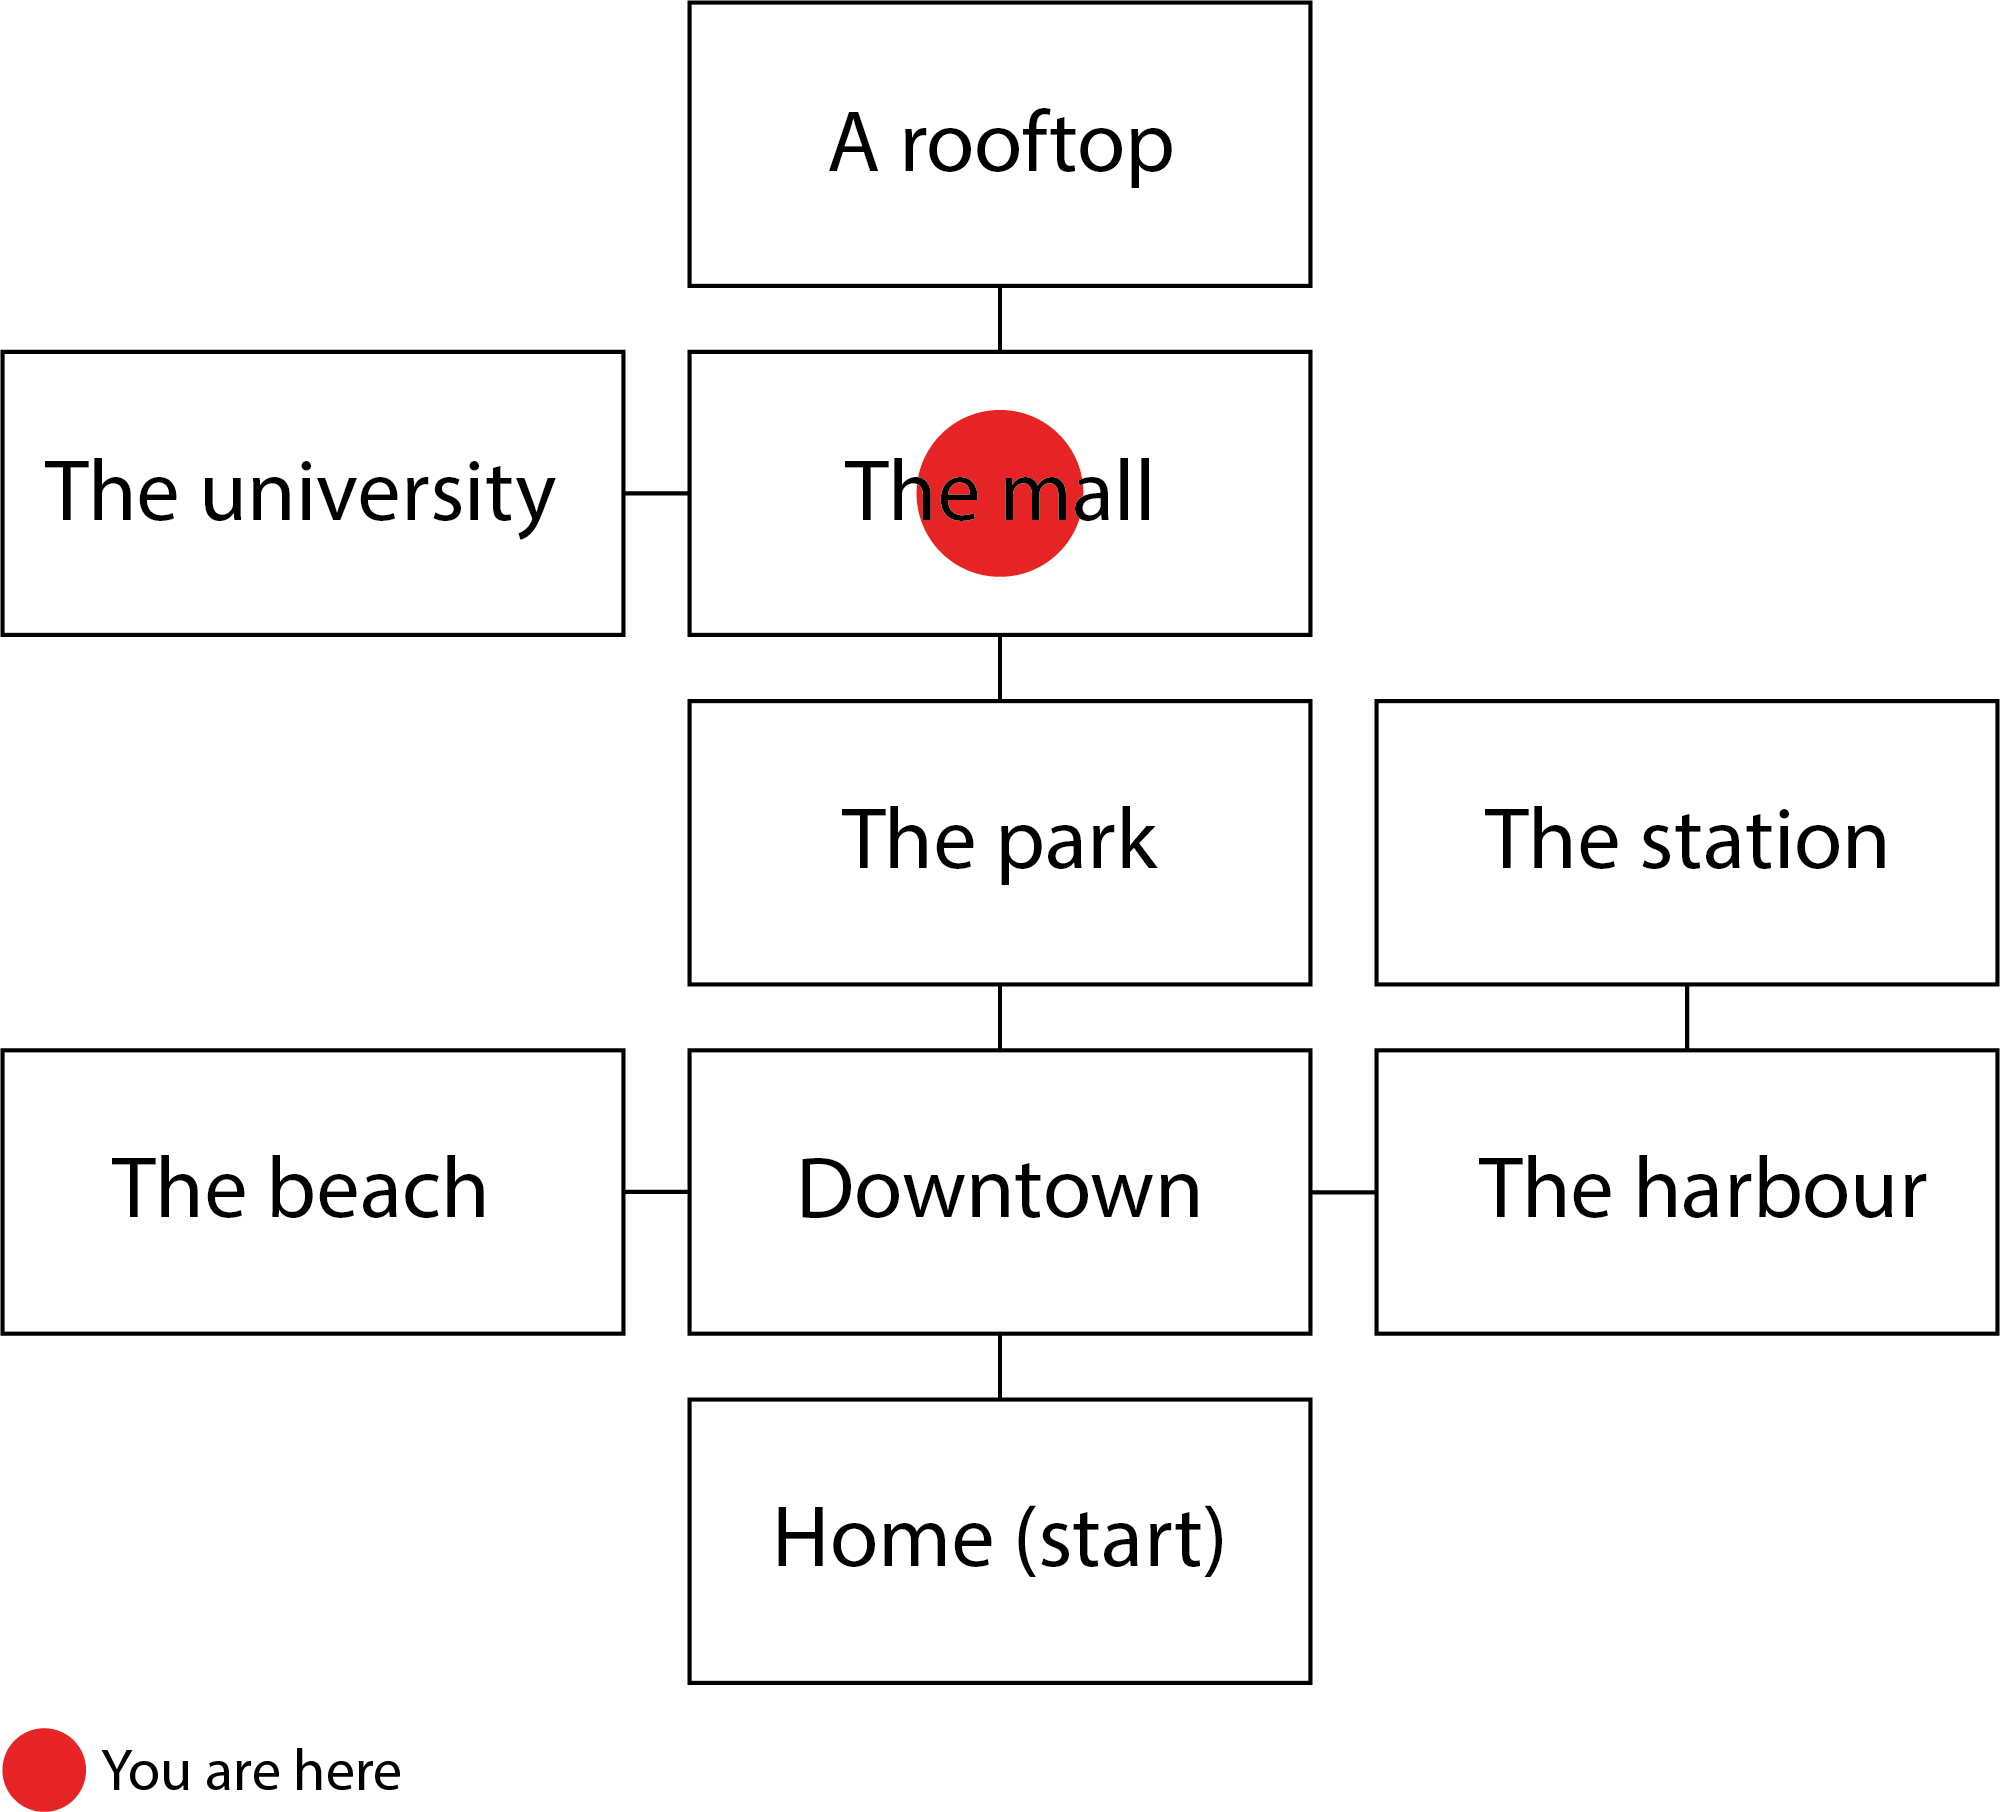 A rooftop
The university
The mall
The park
The station
The beach
Downtown
The harbour
Home (start)
You are here